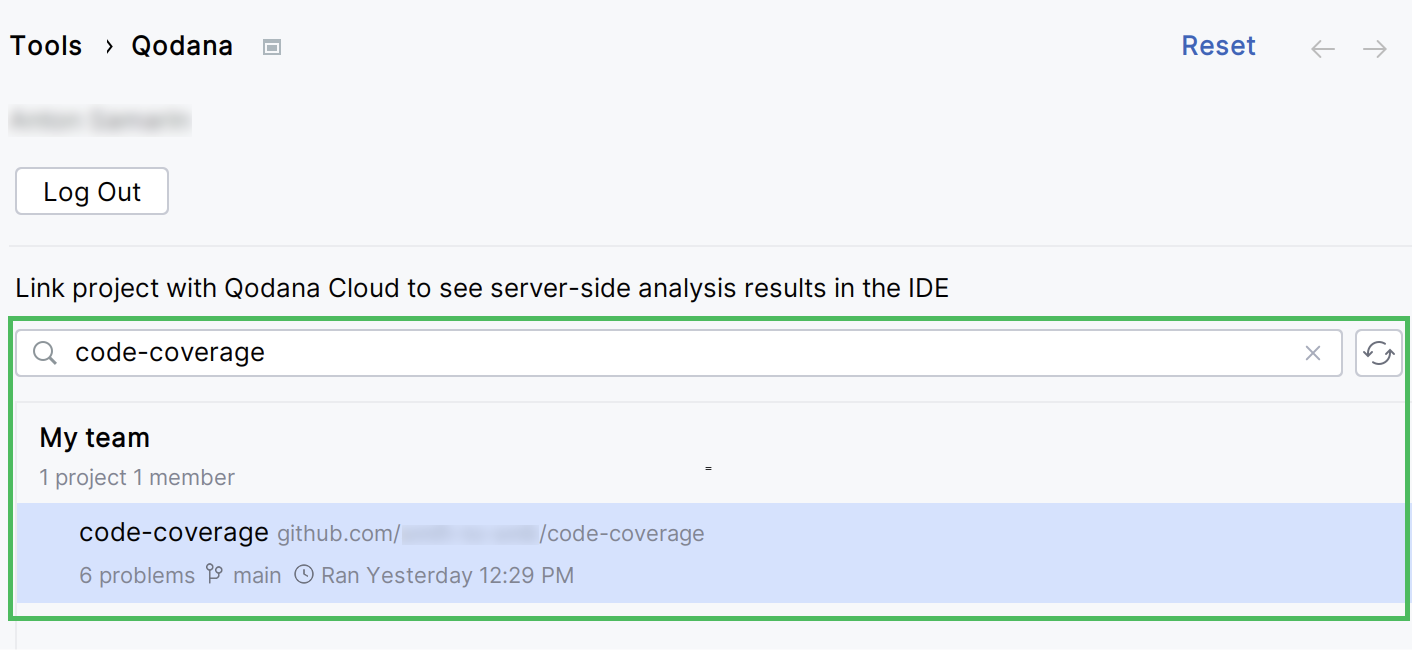 Tools › Qodana
Reset
Log Out
Link project with Qodana Cloud to see server-side analysis results in the IDE
code-coverage
My team
1 project 1 member
=
code-coverage github.com/ /code-coverage
6 problems main Ran Yesterday 12:29 PM